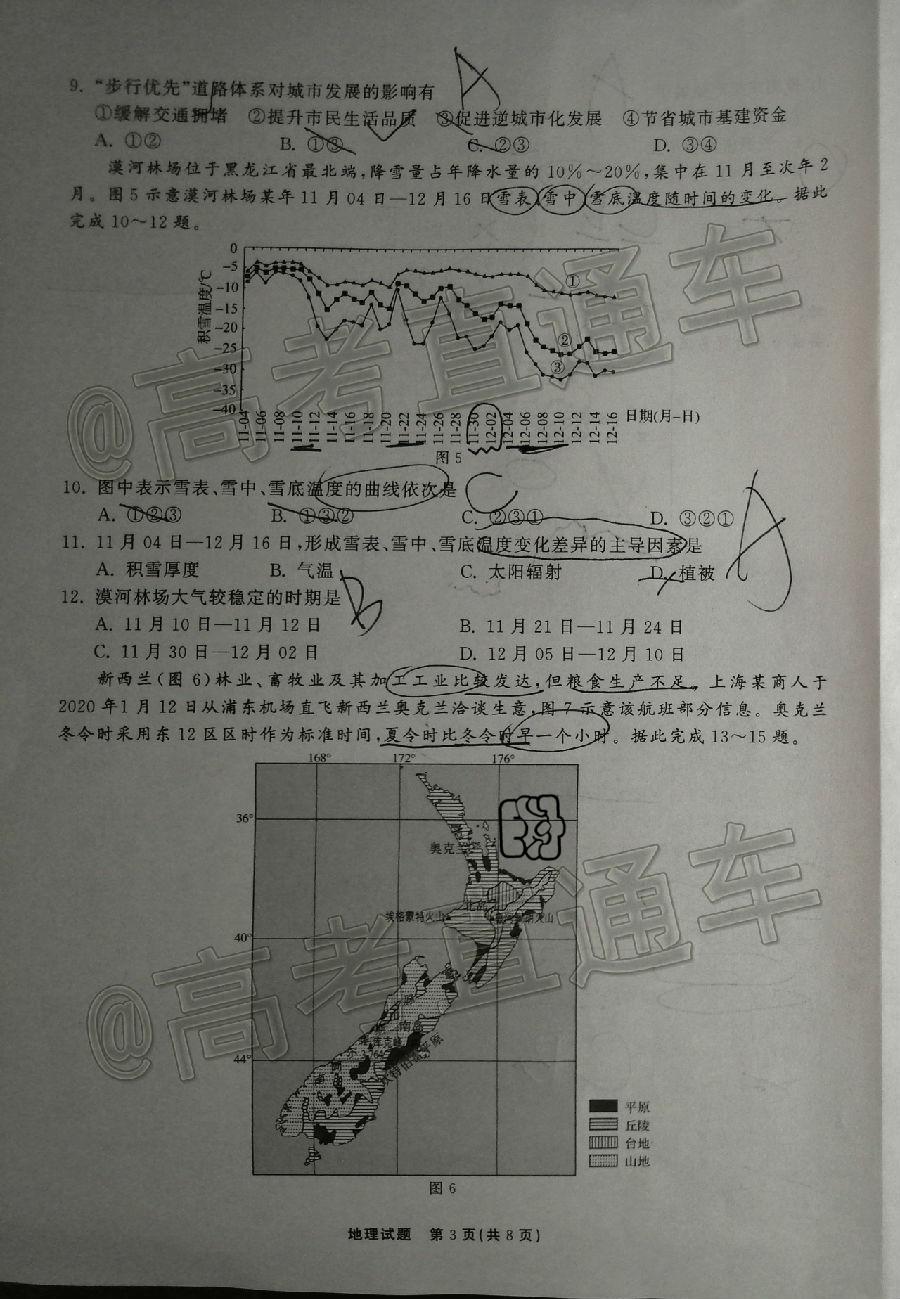 9. “步行优先”道路体系对城市发展的影响有
A
①缓解交通拥堵 ②提升市民生活品质 ③促进逆城市化发展 ④节省城市基建资金
A. ①② B. ①③ C. ②③ D. ③④
漠河林场位于黑龙江省最北端,降雪量占年降水量的10%～20%,集中在11月至次年2
月。图5示意漠河林场某年11月04日—12月16日雪表、雪中、雪底温度随时间的变化。据此
完成10～12题。
积雪温度/℃
0
-5
-10
-15
-20
-25
-30
-35
-40
①
②
③
11-04 11-06 11-08 11-10 11-12 11-14 11-16 11-18 11-20 11-22 11-24 11-26 11-28 11-30 12-02 12-04 12-06 12-08 12-10 12-12 12-14 12-16 日期(月-日)
图5
10. 图中表示雪表、雪中、雪底温度的曲线依次是 C
A. ①②③ B. ①③② C. ②③① D. ③②①
11. 11月04日—12月16日,形成雪表、雪中、雪底温度变化差异的主导因素是 A
A. 积雪厚度 B. 气温 C. 太阳辐射 D. 植被
12. 漠河林场大气较稳定的时期是 B
A. 11月10日—11月12日 B. 11月21日—11月24日
C. 11月30日—12月02日 D. 12月05日—12月10日
新西兰(图6)林业、畜牧业及其加工工业比较发达,但粮食生产不足。上海某商人于
2020年1月12日从浦东机场直飞新西兰奥克兰洽谈生意,图7示意该航班部分信息。奥克兰
冬令时采用东12区区时作为标准时间,夏令时比冬令时早一个小时。据此完成13～15题。
168° 172° 176°
36°
奥克兰
北岛
埃格蒙特火山
40°
南岛
库克峰
44°
坎特伯雷平原
平原
丘陵
台地
山地
图6
地理试题 第3页(共8页)
@高考直通车
@高考直通车